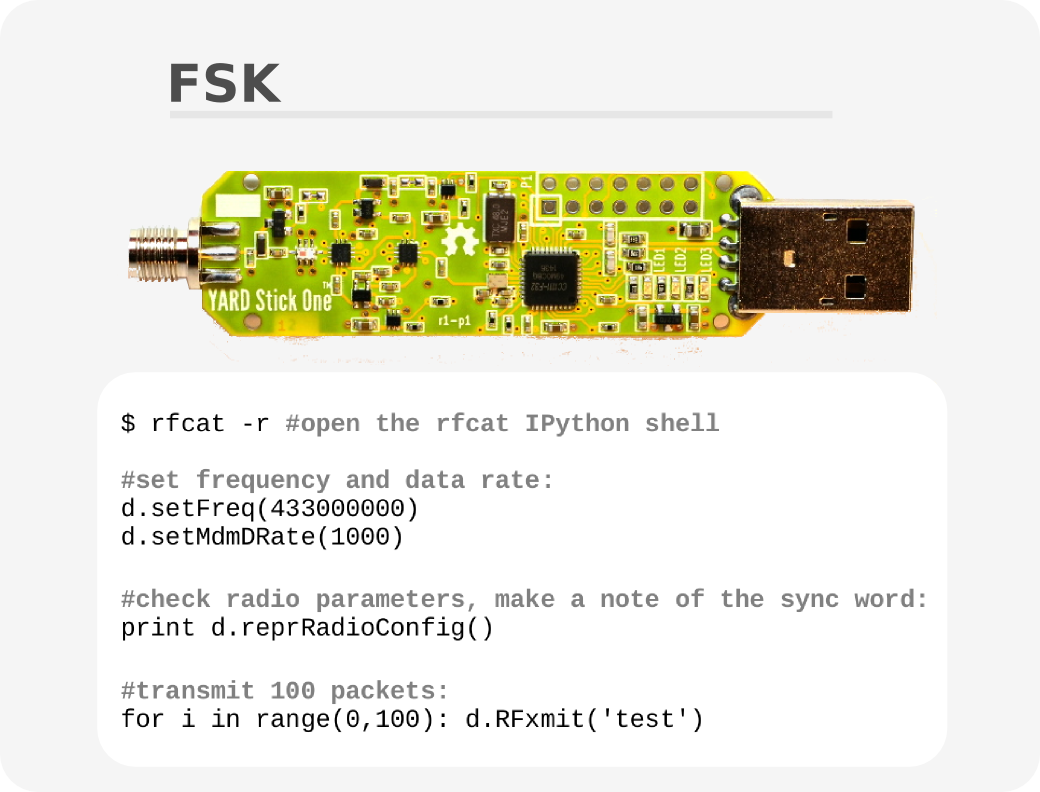 FSK
P1
LED1
LED2
LED3
YARD Stick One™
r1-p1
$ rfcat -r #open the rfcat IPython shell
#set frequency and data rate:
d.setFreq(433000000)
d.setMdmDRate(1000)
#check radio parameters, make a note of the sync word:
print d.reprRadioConfig()
#transmit 100 packets:
for i in range(0,100): d.RFxmit('test')